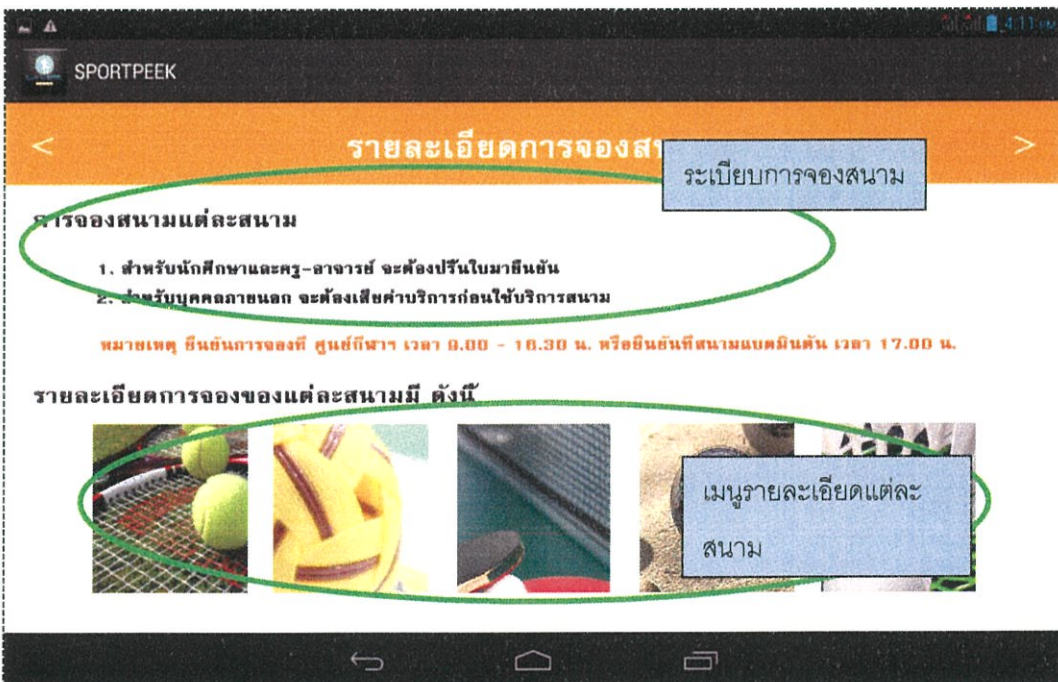 4:11 PM
SPORTPEEK
< รายละเอียดการจองสน >
ระเบียบการจองสนาม
การจองสนามแต่ละสนาม
1. สำหรับนักศึกษาและครู-อาจารย์ จะต้องปริ้นใบมายืนยัน
2. สำหรับบุคคลภายนอก จะต้องเสียค่าบริการก่อนใช้บริการสนาม
หมายเหตุ ยืนยันการจองที่ ศูนย์กีฬาฯ เวลา 8.00 - 16.30 น. หรือยืนยันที่สนามแบดมินตัน เวลา 17.00 น.
รายละเอียดการจองของแต่ละสนามมี ดังนี้
เมนูรายละเอียดแต่ละ
สนาม